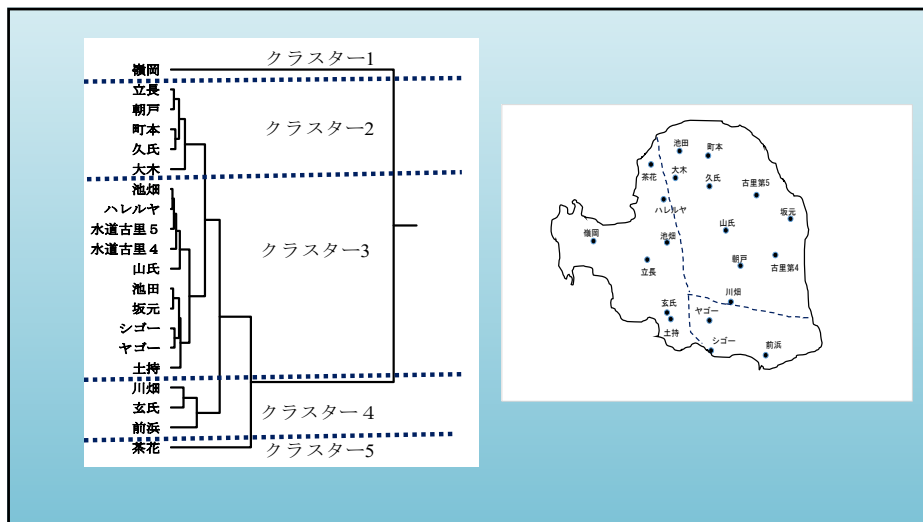 クラスター1
嶺岡
立長
朝戸
町本
クラスター2
久氏
大木
池畑
ハレルヤ
水道古里５
水道古里４
クラスター3
山氏
池田
坂元
シゴー
ヤゴー
土持
川畑
玄氏
クラスター４
前浜
茶花
クラスター5
池田
町本
茶花
大木
久氏
古里第5
ハレルヤ
坂元
山氏
嶺岡
池畑
朝戸
古里第4
立長
川畑
玄氏
ヤゴー
土持
シゴー
前浜